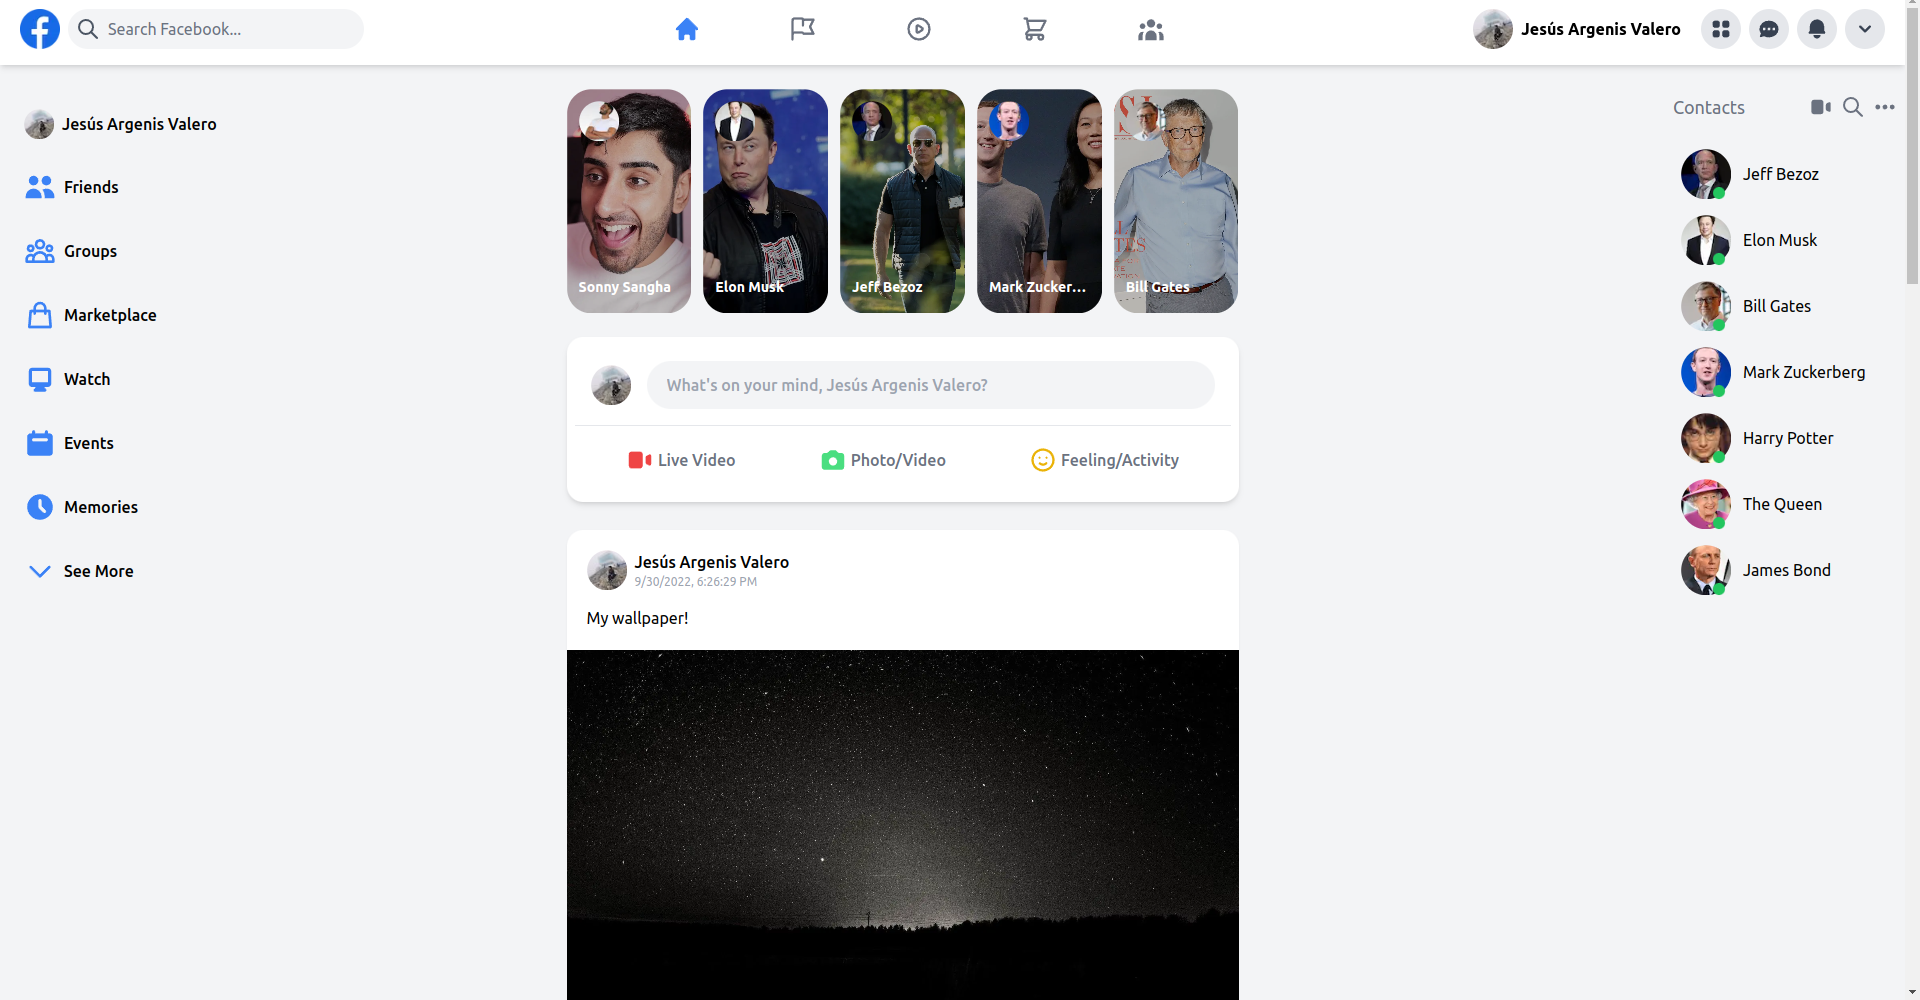 Search Facebook...
Jesús Argenis Valero
Jesús Argenis Valero
Friends
Groups
Marketplace
Watch
Events
Memories
See More
Sonny Sangha
Elon Musk
Jeff Bezoz
Mark Zucker...
Bill Gates
What's on your mind, Jesús Argenis Valero?
Live Video
Photo/Video
Feeling/Activity
Jesús Argenis Valero
9/30/2022, 6:26:29 PM
My wallpaper!
Contacts
Jeff Bezoz
Elon Musk
Bill Gates
Mark Zuckerberg
Harry Potter
The Queen
James Bond